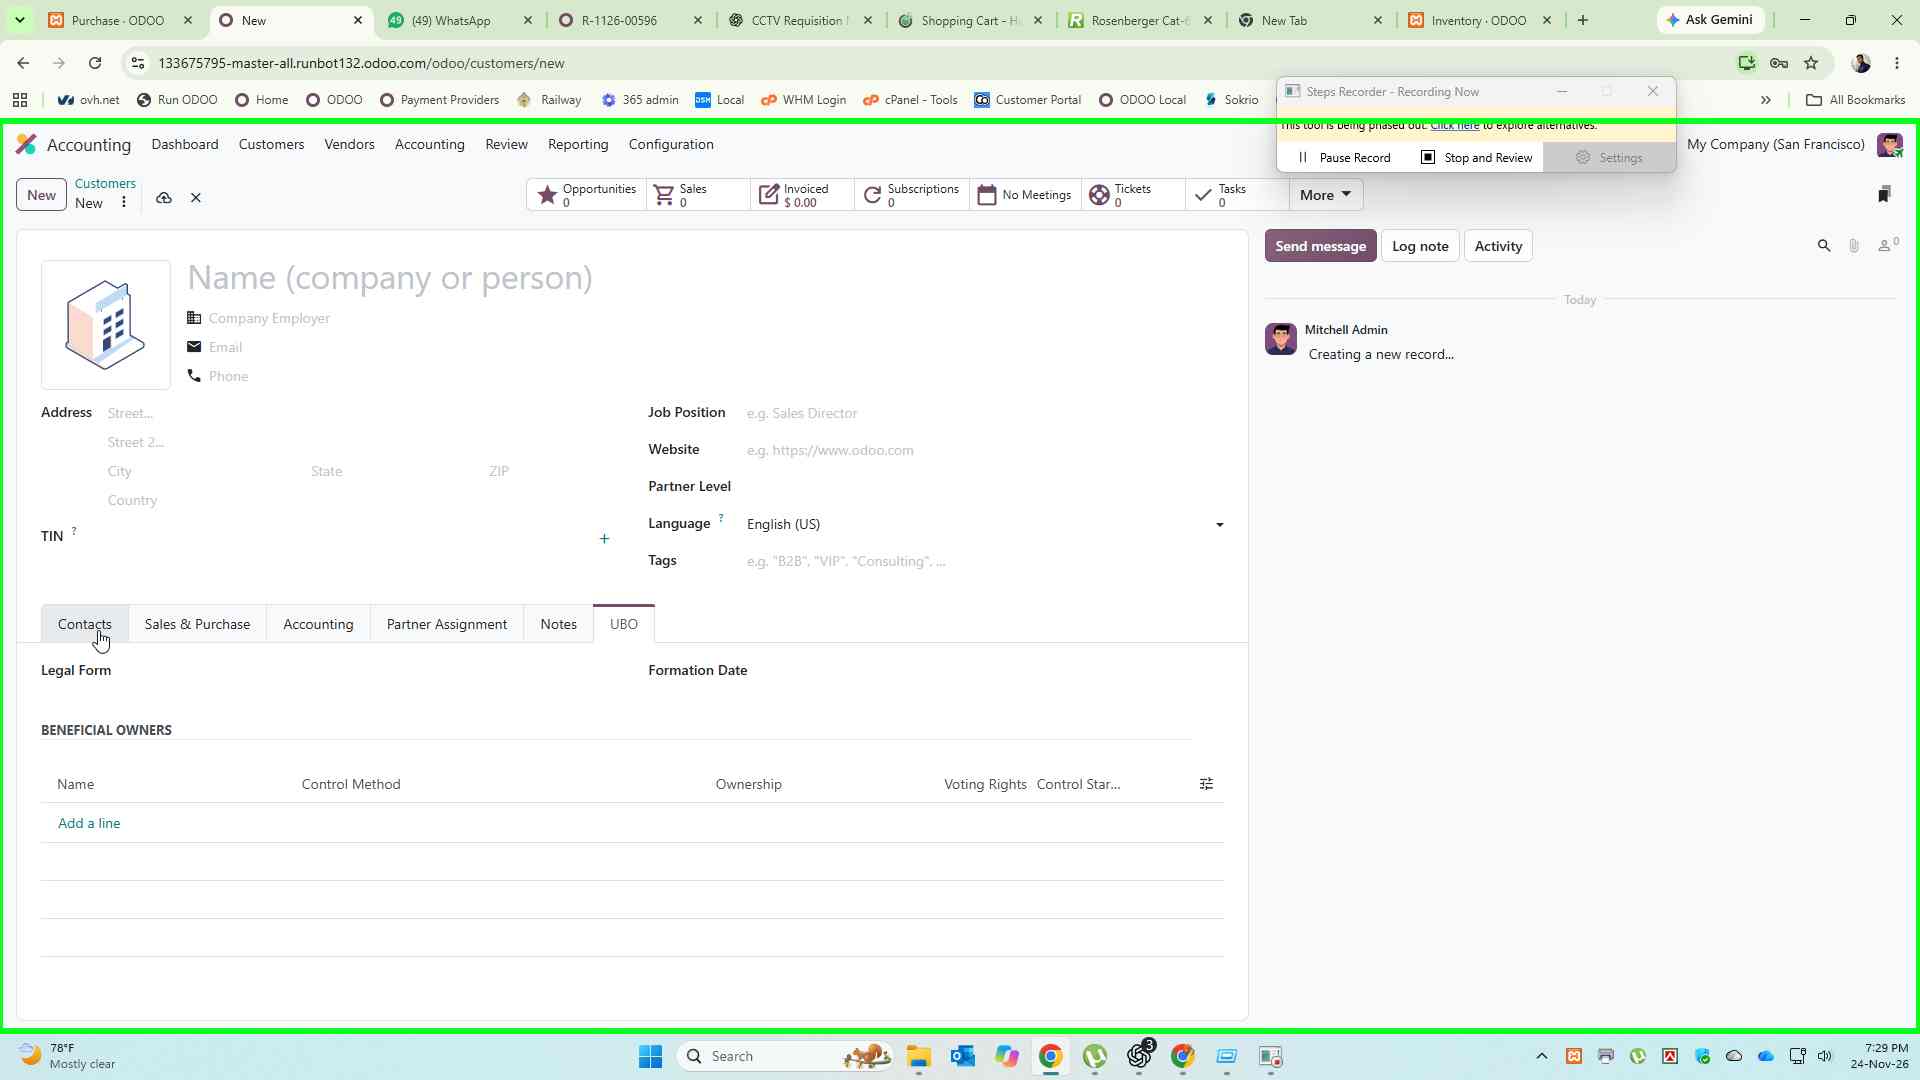 Purchase · ODOO
New
(49) WhatsApp
R-1126-00596
CCTV Requisition
Shopping Cart - H
Rosenberger Cat-6
New Tab
Inventory · ODOO
Ask Gemini
133675795-master-all.runbot132.odoo.com/odoo/customers/new
ovh.net
Run ODOO
Home
ODOO
Payment Providers
Railway
365 admin
Local
WHM Login
cPanel - Tools
Customer Portal
ODOO Local
Sokrio
All Bookmarks
Steps Recorder - Recording Now
This tool is being phased out. Click here to explore alternatives.
Pause Record
Stop and Review
Settings
Accounting
Dashboard
Customers
Vendors
Accounting
Review
Reporting
Configuration
My Company (San Francisco)
New
Customers
New
Opportunities
0
Sales
0
Invoiced
$ 0.00
Subscriptions
0
No Meetings
Tickets
0
Tasks
0
More
Send message
Log note
Activity
0
Name (company or person)
Company Employer
Email
Phone
Today
Mitchell Admin
Creating a new record...
Address
Street...
Street 2...
City
State
ZIP
Country
TIN ?
Job Position
e.g. Sales Director
Website
e.g. https://www.odoo.com
Partner Level
Language ?
English (US)
Tags
e.g. "B2B", "VIP", "Consulting", ...
Contacts
Sales & Purchase
Accounting
Partner Assignment
Notes
UBO
Legal Form
Formation Date
BENEFICIAL OWNERS
Name
Control Method
Ownership
Voting Rights
Control Star...
Add a line
78°F
Mostly clear
Search
3
7:29 PM
24-Nov-26